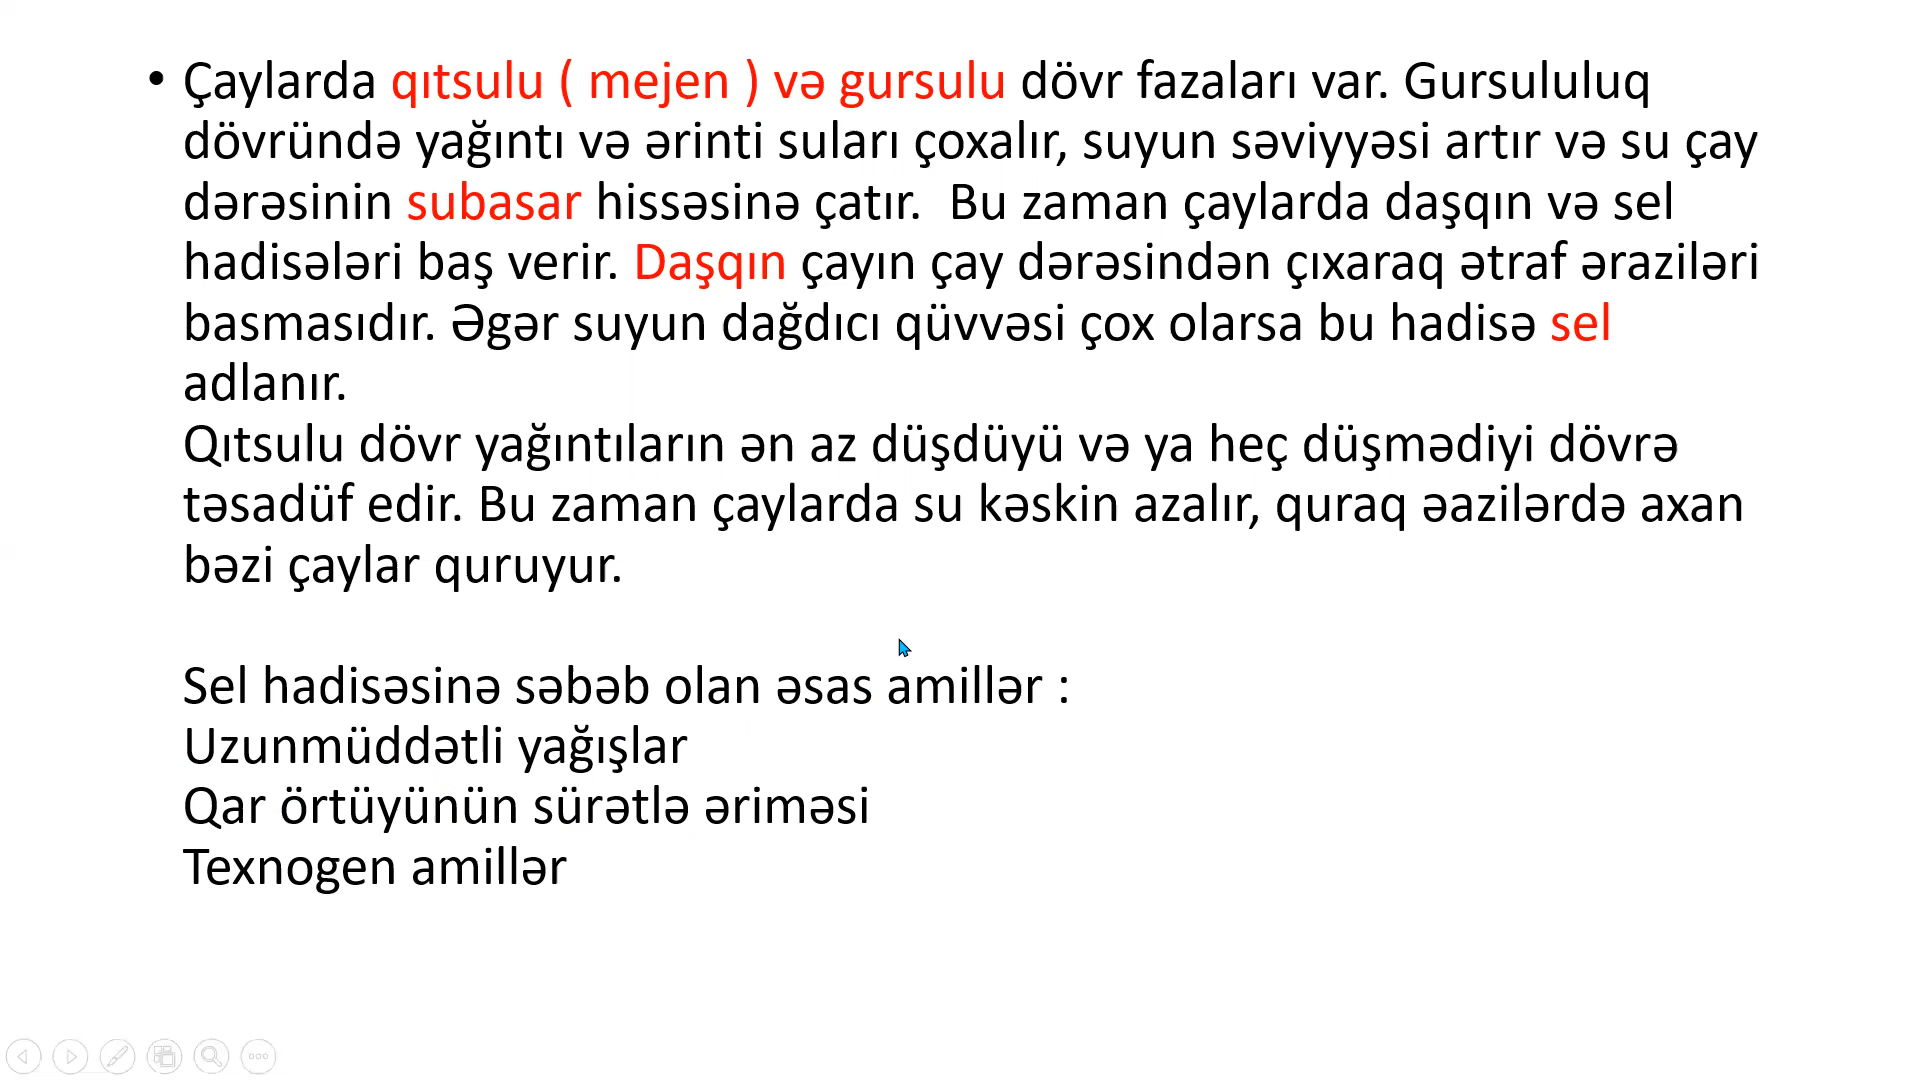 • Çaylarda qıtsulu ( mejen ) və gursulu dövr fazaları var. Gursululuq
dövründə yağıntı və ərinti suları çoxalır, suyun səviyyəsi artır və su çay
dərəsinin subasar hissəsinə çatır.  Bu zaman çaylarda daşqın və sel
hadisələri baş verir. Daşqın çayın çay dərəsindən çıxaraq ətraf əraziləri
basmasıdır. Əgər suyun dağdıcı qüvvəsi çox olarsa bu hadisə sel
adlanır.
Qıtsulu dövr yağıntıların ən az düşdüyü və ya heç düşmədiyi dövrə
təsadüf edir. Bu zaman çaylarda su kəskin azalır, quraq əazilərdə axan
bəzi çaylar quruyur.
Sel hadisəsinə səbəb olan əsas amillər :
Uzunmüddətli yağışlar
Qar örtüyünün sürətlə əriməsi
Texnogen amillər